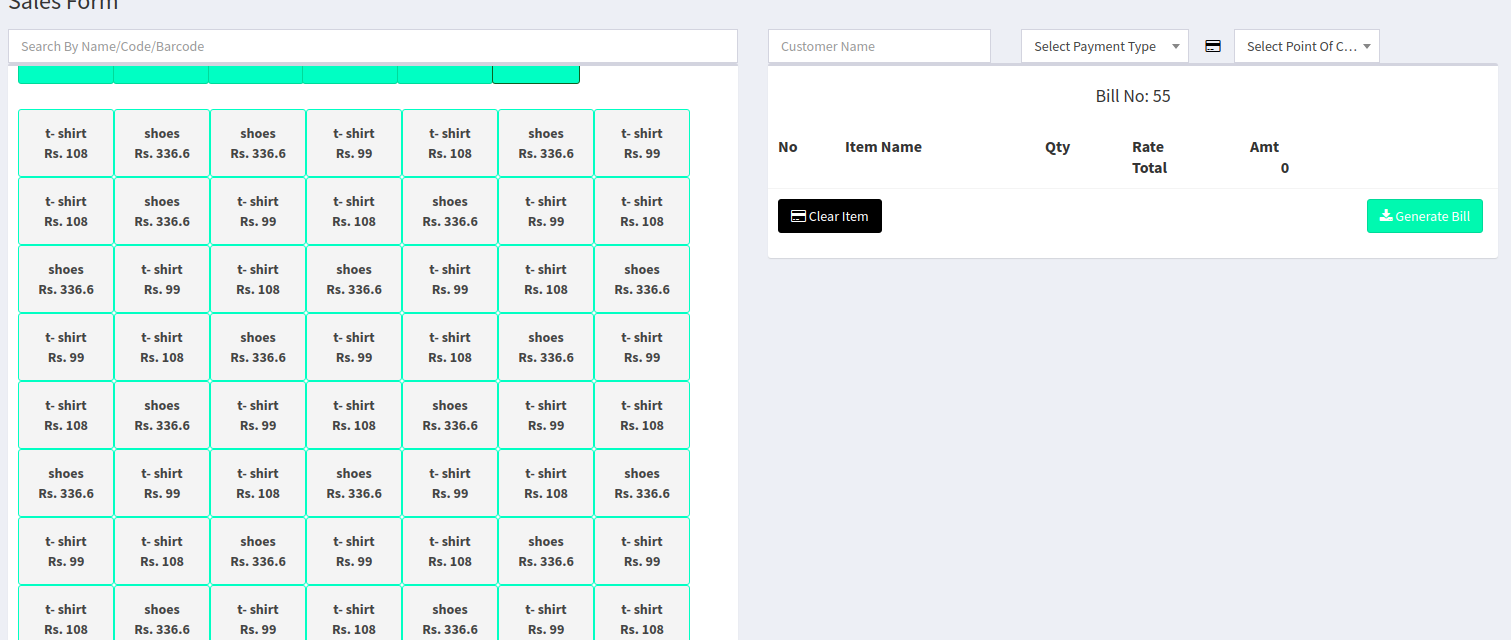 Sales Form
Search By Name/Code/Barcode
Customer Name
Select Payment Type
Select Point Of C...
t- shirt shoes shoes t- shirt t- shirt shoes t- shirt
Rs. 108 Rs. 336.6 Rs. 336.6 Rs. 99 Rs. 108 Rs. 336.6 Rs. 99
t- shirt shoes t- shirt t- shirt shoes t- shirt t- shirt
Rs. 108 Rs. 336.6 Rs. 99 Rs. 108 Rs. 336.6 Rs. 99 Rs. 108
shoes t- shirt t- shirt shoes t- shirt t- shirt shoes
Rs. 336.6 Rs. 99 Rs. 108 Rs. 336.6 Rs. 99 Rs. 108 Rs. 336.6
t- shirt t- shirt shoes t- shirt t- shirt shoes t- shirt
Rs. 99 Rs. 108 Rs. 336.6 Rs. 99 Rs. 108 Rs. 336.6 Rs. 99
t- shirt shoes t- shirt t- shirt shoes t- shirt t- shirt
Rs. 108 Rs. 336.6 Rs. 99 Rs. 108 Rs. 336.6 Rs. 99 Rs. 108
shoes t- shirt t- shirt shoes t- shirt t- shirt shoes
Rs. 336.6 Rs. 99 Rs. 108 Rs. 336.6 Rs. 99 Rs. 108 Rs. 336.6
t- shirt t- shirt shoes t- shirt t- shirt shoes t- shirt
Rs. 99 Rs. 108 Rs. 336.6 Rs. 99 Rs. 108 Rs. 336.6 Rs. 99
t- shirt shoes t- shirt t- shirt shoes t- shirt t- shirt
Rs. 108 Rs. 336.6 Rs. 99 Rs. 108 Rs. 336.6 Rs. 99 Rs. 108
Bill No: 55
No Item Name Qty Rate Amt
Total 0
Clear Item
Generate Bill